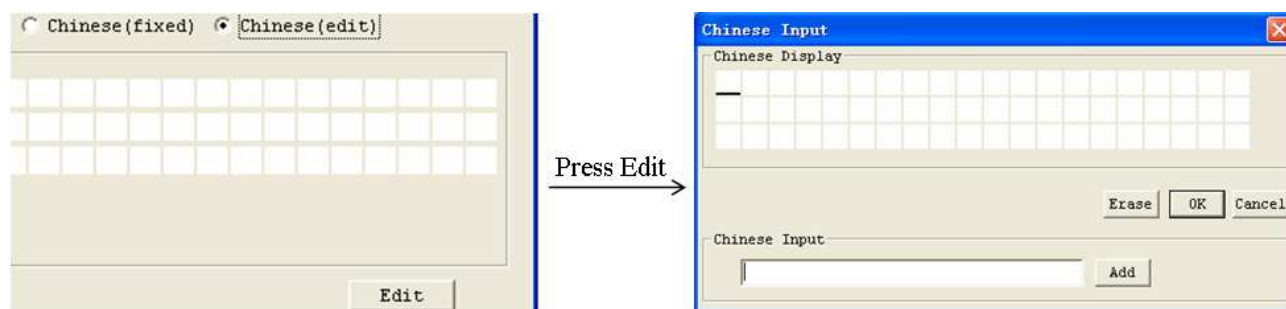 Chinese(fixed) Chinese(edit)
Edit
Press Edit
Chinese Input
Chinese Display
Erase OK Cancel
Chinese Input
Add